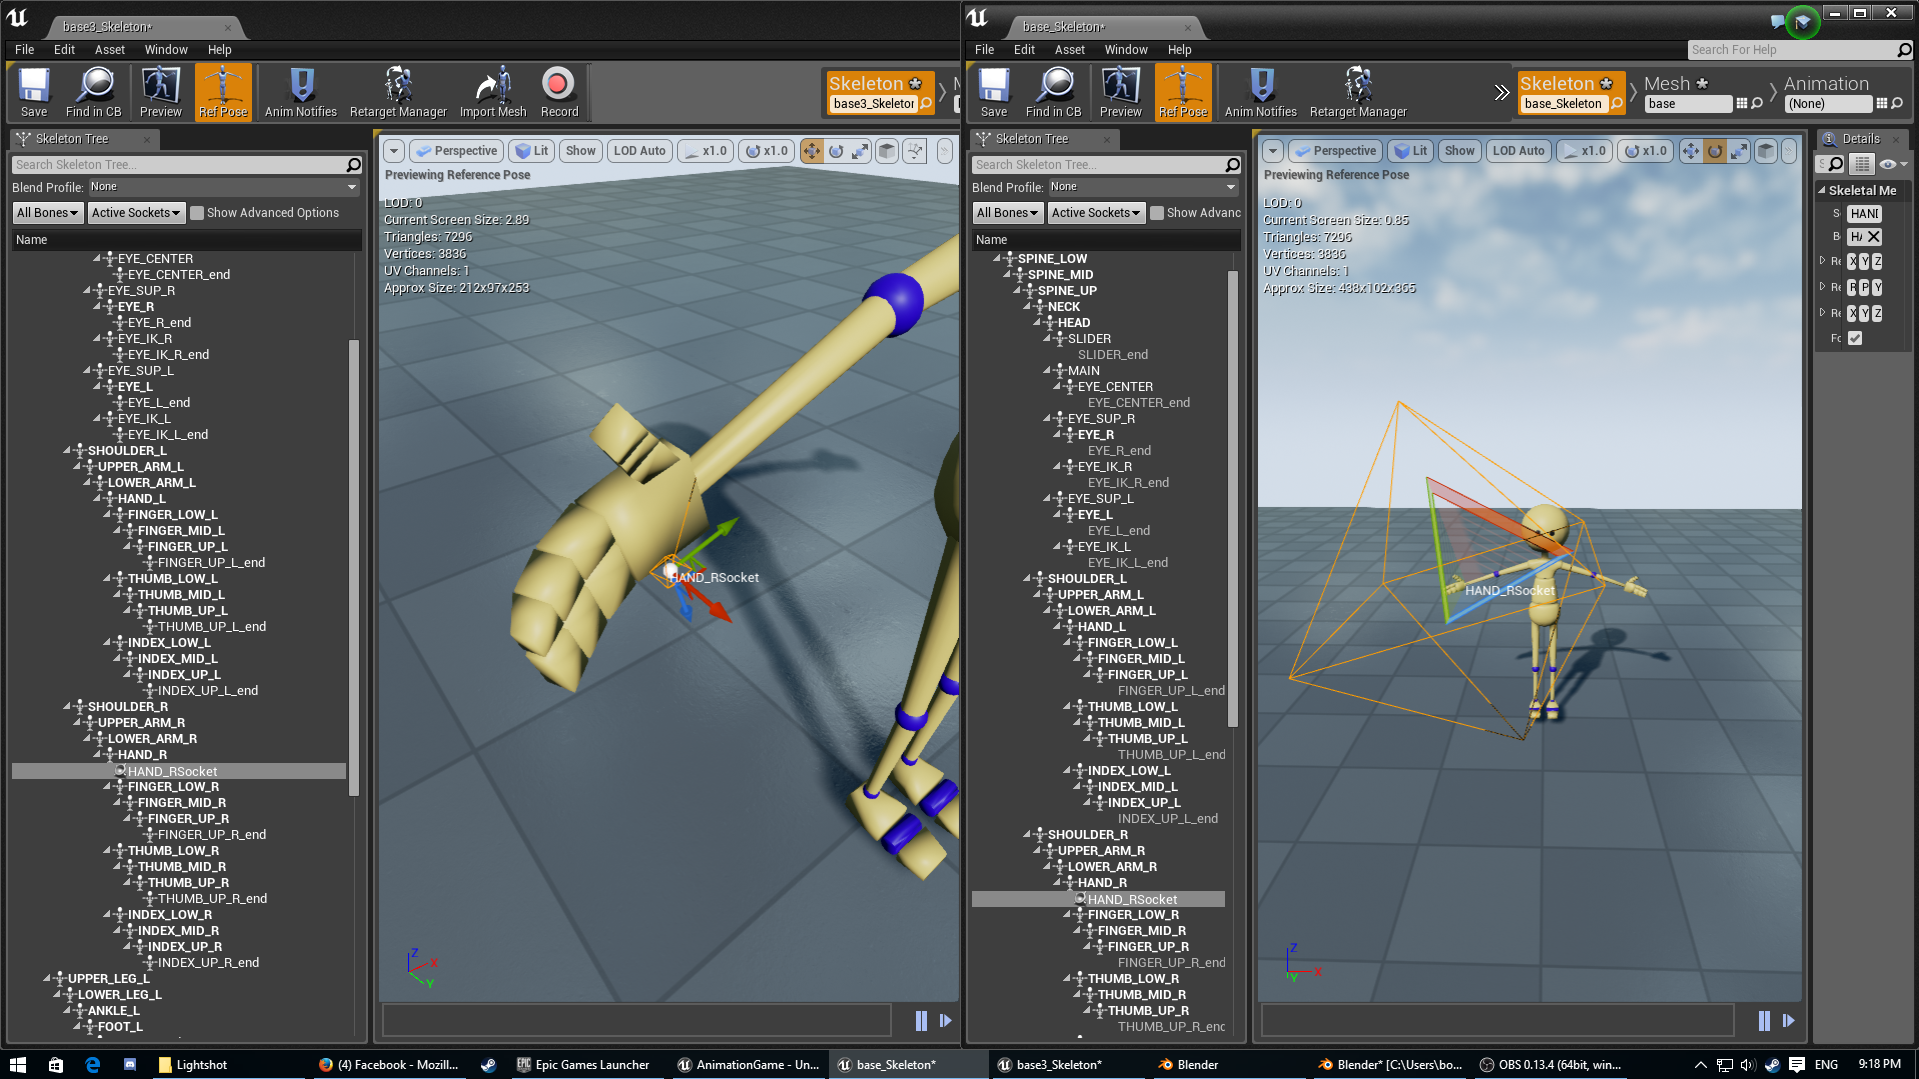 base3_Skeleton*
File Edit Asset Window Help
Save
Find in CB
Preview
Ref Pose
Anim Notifies
Retarget Manager
Import Mesh
Record
Skeleton
base3_Skeletor
Skeleton Tree
Search Skeleton Tree...
Blend Profile: None
All Bones
Active Sockets
Show Advanced Options
Name
EYE_CENTER
EYE_CENTER_end
EYE_SUP_R
EYE_R
EYE_R_end
EYE_IK_R
EYE_IK_R_end
EYE_SUP_L
EYE_L
EYE_L_end
EYE_IK_L
EYE_IK_L_end
SHOULDER_L
UPPER_ARM_L
LOWER_ARM_L
HAND_L
FINGER_LOW_L
FINGER_MID_L
FINGER_UP_L
FINGER_UP_L_end
THUMB_LOW_L
THUMB_MID_L
THUMB_UP_L
THUMB_UP_L_end
INDEX_LOW_L
INDEX_MID_L
INDEX_UP_L
INDEX_UP_L_end
SHOULDER_R
UPPER_ARM_R
LOWER_ARM_R
HAND_R
HAND_RSocket
FINGER_LOW_R
FINGER_MID_R
FINGER_UP_R
FINGER_UP_R_end
THUMB_LOW_R
THUMB_MID_R
THUMB_UP_R
THUMB_UP_R_end
INDEX_LOW_R
INDEX_MID_R
INDEX_UP_R
INDEX_UP_R_end
UPPER_LEG_L
LOWER_LEG_L
ANKLE_L
FOOT_L
Perspective
Lit
Show
LOD Auto
x1.0
x1.0
Previewing Reference Pose
LOD: 0
Current Screen Size: 2.89
Triangles: 7296
Vertices: 3836
UV Channels: 1
Approx Size: 212x97x253
HAND_RSocket
Z
X
Y
base_Skeleton*
File Edit Asset Window Help
Search For Help
Save
Find in CB
Preview
Ref Pose
Anim Notifies
Retarget Manager
Skeleton
base_Skeleton
Mesh
base
Animation
(None)
Skeleton Tree
Search Skeleton Tree...
Blend Profile: None
All Bones
Active Sockets
Show Advanc
Name
SPINE_LOW
SPINE_MID
SPINE_UP
NECK
HEAD
SLIDER
SLIDER_end
MAIN
EYE_CENTER
EYE_CENTER_end
EYE_SUP_R
EYE_R
EYE_R_end
EYE_IK_R
EYE_IK_R_end
EYE_SUP_L
EYE_L
EYE_L_end
EYE_IK_L
EYE_IK_L_end
SHOULDER_L
UPPER_ARM_L
LOWER_ARM_L
HAND_L
FINGER_LOW_L
FINGER_MID_L
FINGER_UP_L
FINGER_UP_L_end
THUMB_LOW_L
THUMB_MID_L
THUMB_UP_L
THUMB_UP_L_end
INDEX_LOW_L
INDEX_MID_L
INDEX_UP_L
INDEX_UP_L_end
SHOULDER_R
UPPER_ARM_R
LOWER_ARM_R
HAND_R
HAND_RSocket
FINGER_LOW_R
FINGER_MID_R
FINGER_UP_R
FINGER_UP_R_end
THUMB_LOW_R
THUMB_MID_R
THUMB_UP_R
THUMB_UP_R_enc
Perspective
Lit
Show
LOD Auto
x1.0
x1.0
Previewing Reference Pose
LOD: 0
Current Screen Size: 0.85
Triangles: 7296
Vertices: 3836
UV Channels: 1
Approx Size: 438x102x365
HAND_RSocket
Z
X
Y
Details
Skeletal Me
HANI
Re X Y Z
Re R P Y
Re X Y Z
Fo
Lightshot
(4) Facebook - Mozill...
Epic Games Launcher
AnimationGame - Un...
base_Skeleton*
base3_Skeleton*
Blender
Blender* [C:\Users\bo...
OBS 0.13.4 (64bit, win...
ENG
9:18 PM